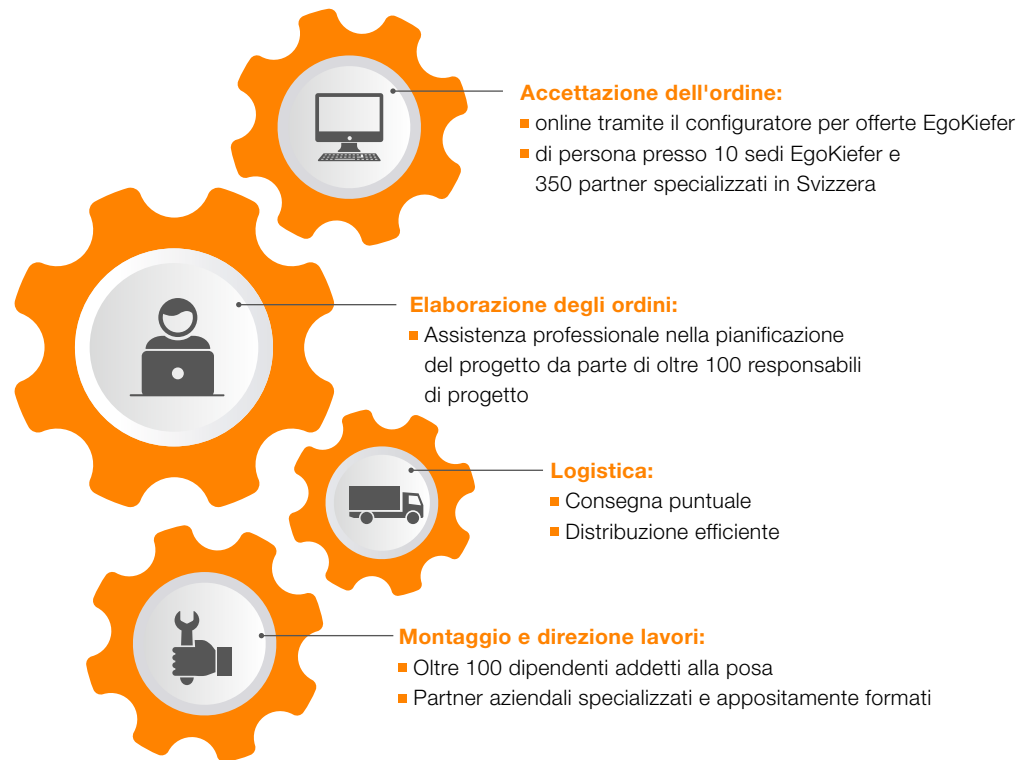 Accettazione dell'ordine:
online tramite il configuratore per offerte EgoKiefer
di persona presso 10 sedi EgoKiefer e
350 partner specializzati in Svizzera
Elaborazione degli ordini:
Assistenza professionale nella pianificazione
del progetto da parte di oltre 100 responsabili
di progetto
Logistica:
Consegna puntuale
Distribuzione efficiente
Montaggio e direzione lavori:
Oltre 100 dipendenti addetti alla posa
Partner aziendali specializzati e appositamente formati